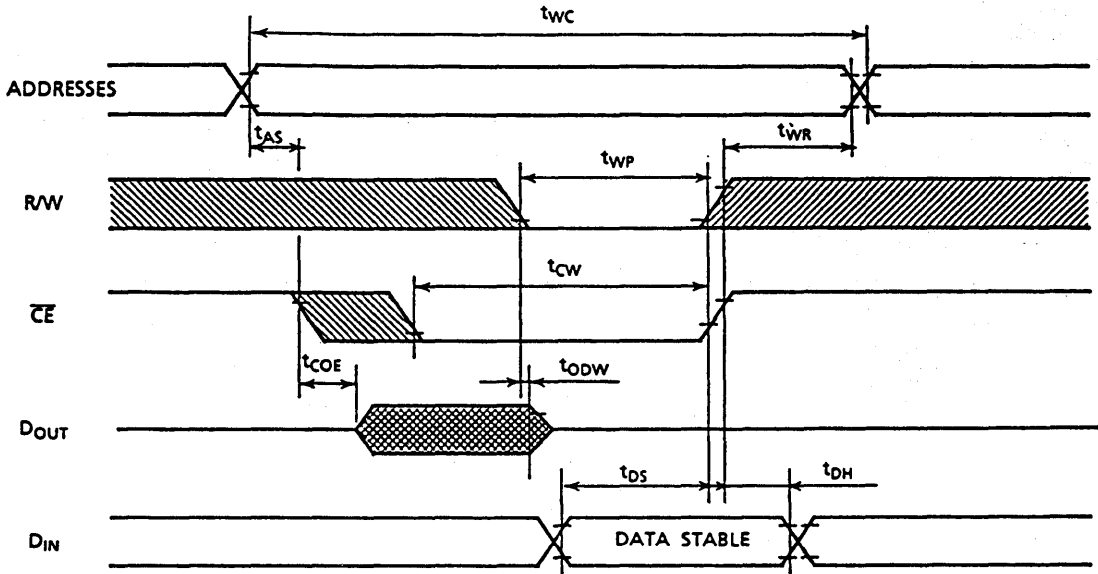 tWC
ADDRESSES
tAS
tWR
tWP
R/W
tCW
CE
tCOE
tODW
DOUT
tDS
tDH
DIN
DATA STABLE